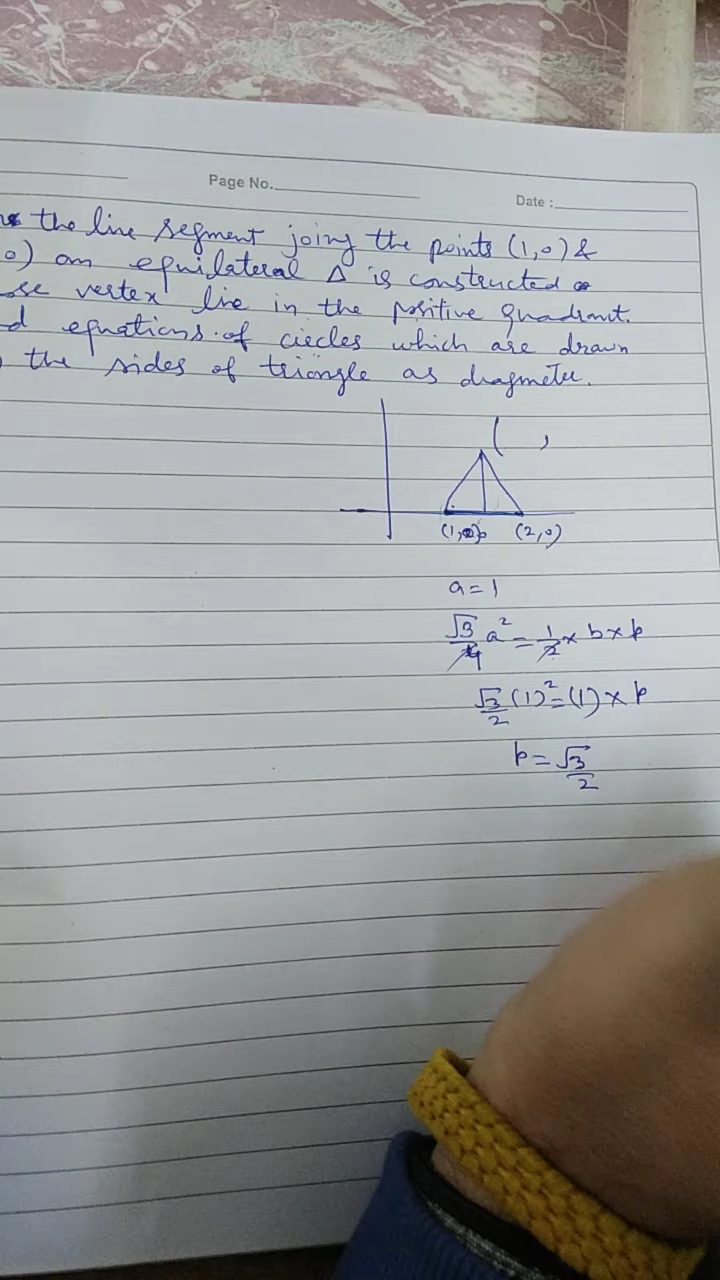 Page No.
Date :
the line segment joing the points (1,0) &
0) an equilateral Δ is constructed
se vertex lie in the positive quadrant.
d equations of circles which are drawn
the sides of triangle as diagmeter.
( ,
(1,0) (2,0)
a = 1
√3/4 a² = 1/2 × b × p
√3/2 (1)² = (1) × p
p = √3/2